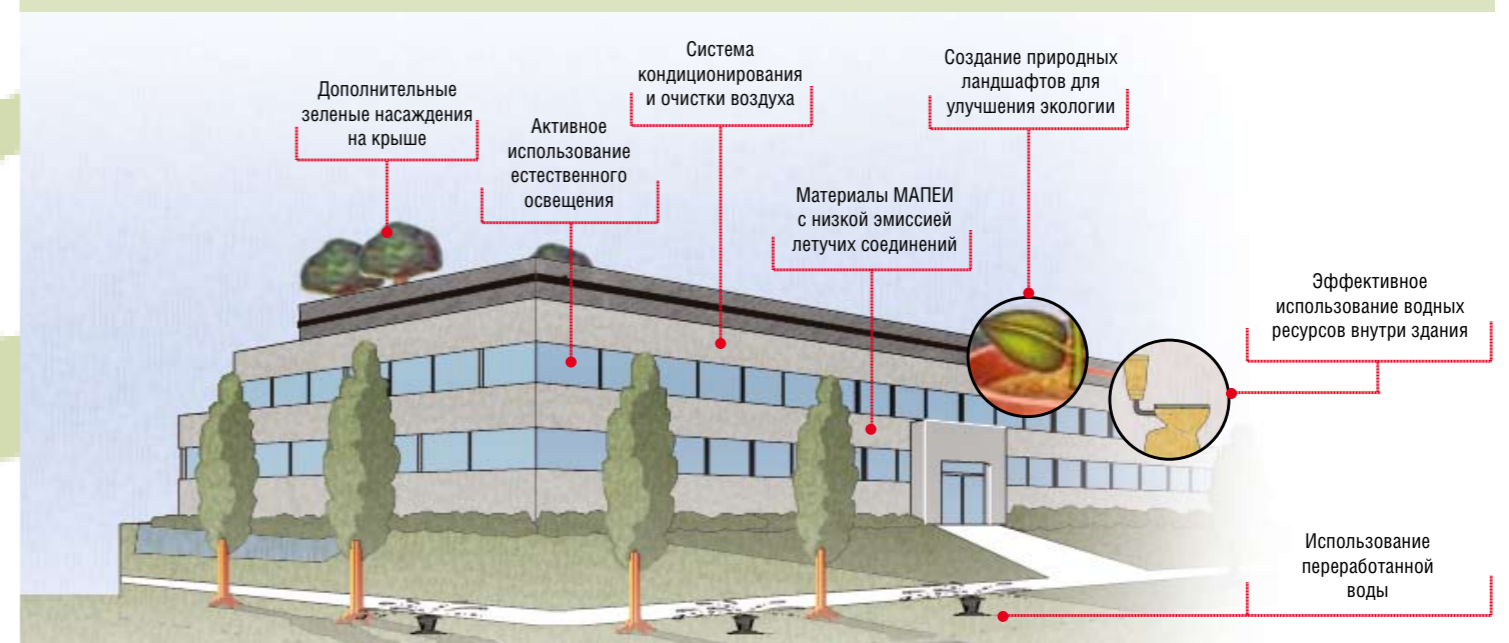 Дополнительные
зеленые насаждения
на крыше
Активное
использование
естественного
освещения
Система
кондиционирования
и очистки воздуха
Материалы МАПЕИ
с низкой эмиссией
летучих соединений
Создание природных
ландшафтов для
улучшения экологии
Эффективное
использование водных
ресурсов внутри здания
Использование
переработанной
воды